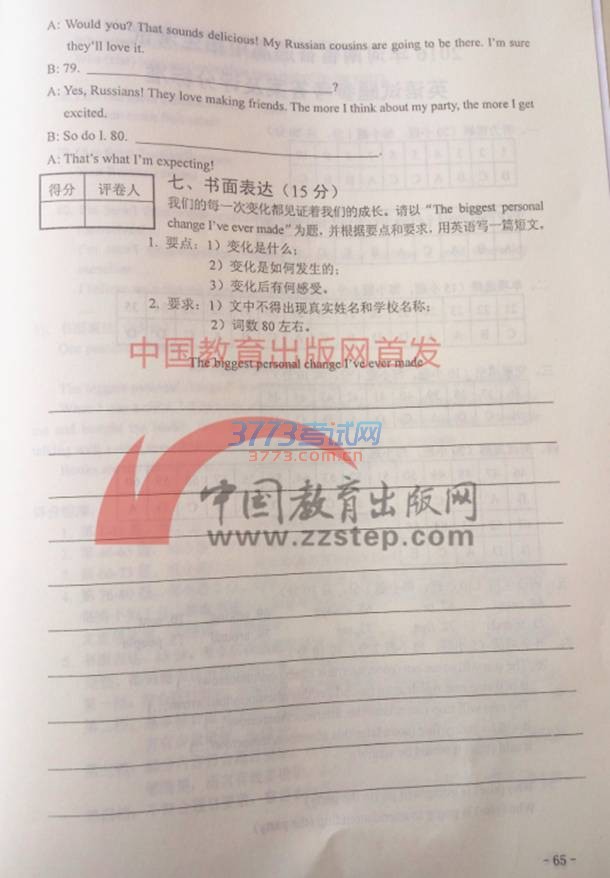 A: Would you? That sounds delicious! My Russian cousins are going to be there. I'm sure
they'll love it.
B: 79. ?
A: Yes, Russians! They love making friends. The more I think about my party, the more I get
excited.
B: So do I. 80. .
A: That's what I'm expecting!
得分 评卷人
七、书面表达（15 分）
我们的每一次变化都见证着我们的成长。请以 “The biggest personal
change I've ever made” 为题，并根据要点和要求，用英语写一篇短文。
1. 要点：1）变化是什么；
2）变化是如何发生的；
3）变化后有何感受。
2. 要求：1）文中不得出现真实姓名和学校名称；
2）词数 80 左右。
中国教育出版网首发
The biggest personal change I've ever made
3773考试网
3773.com.cn
中国教育出版网
www.zzstep.com
- 65 -